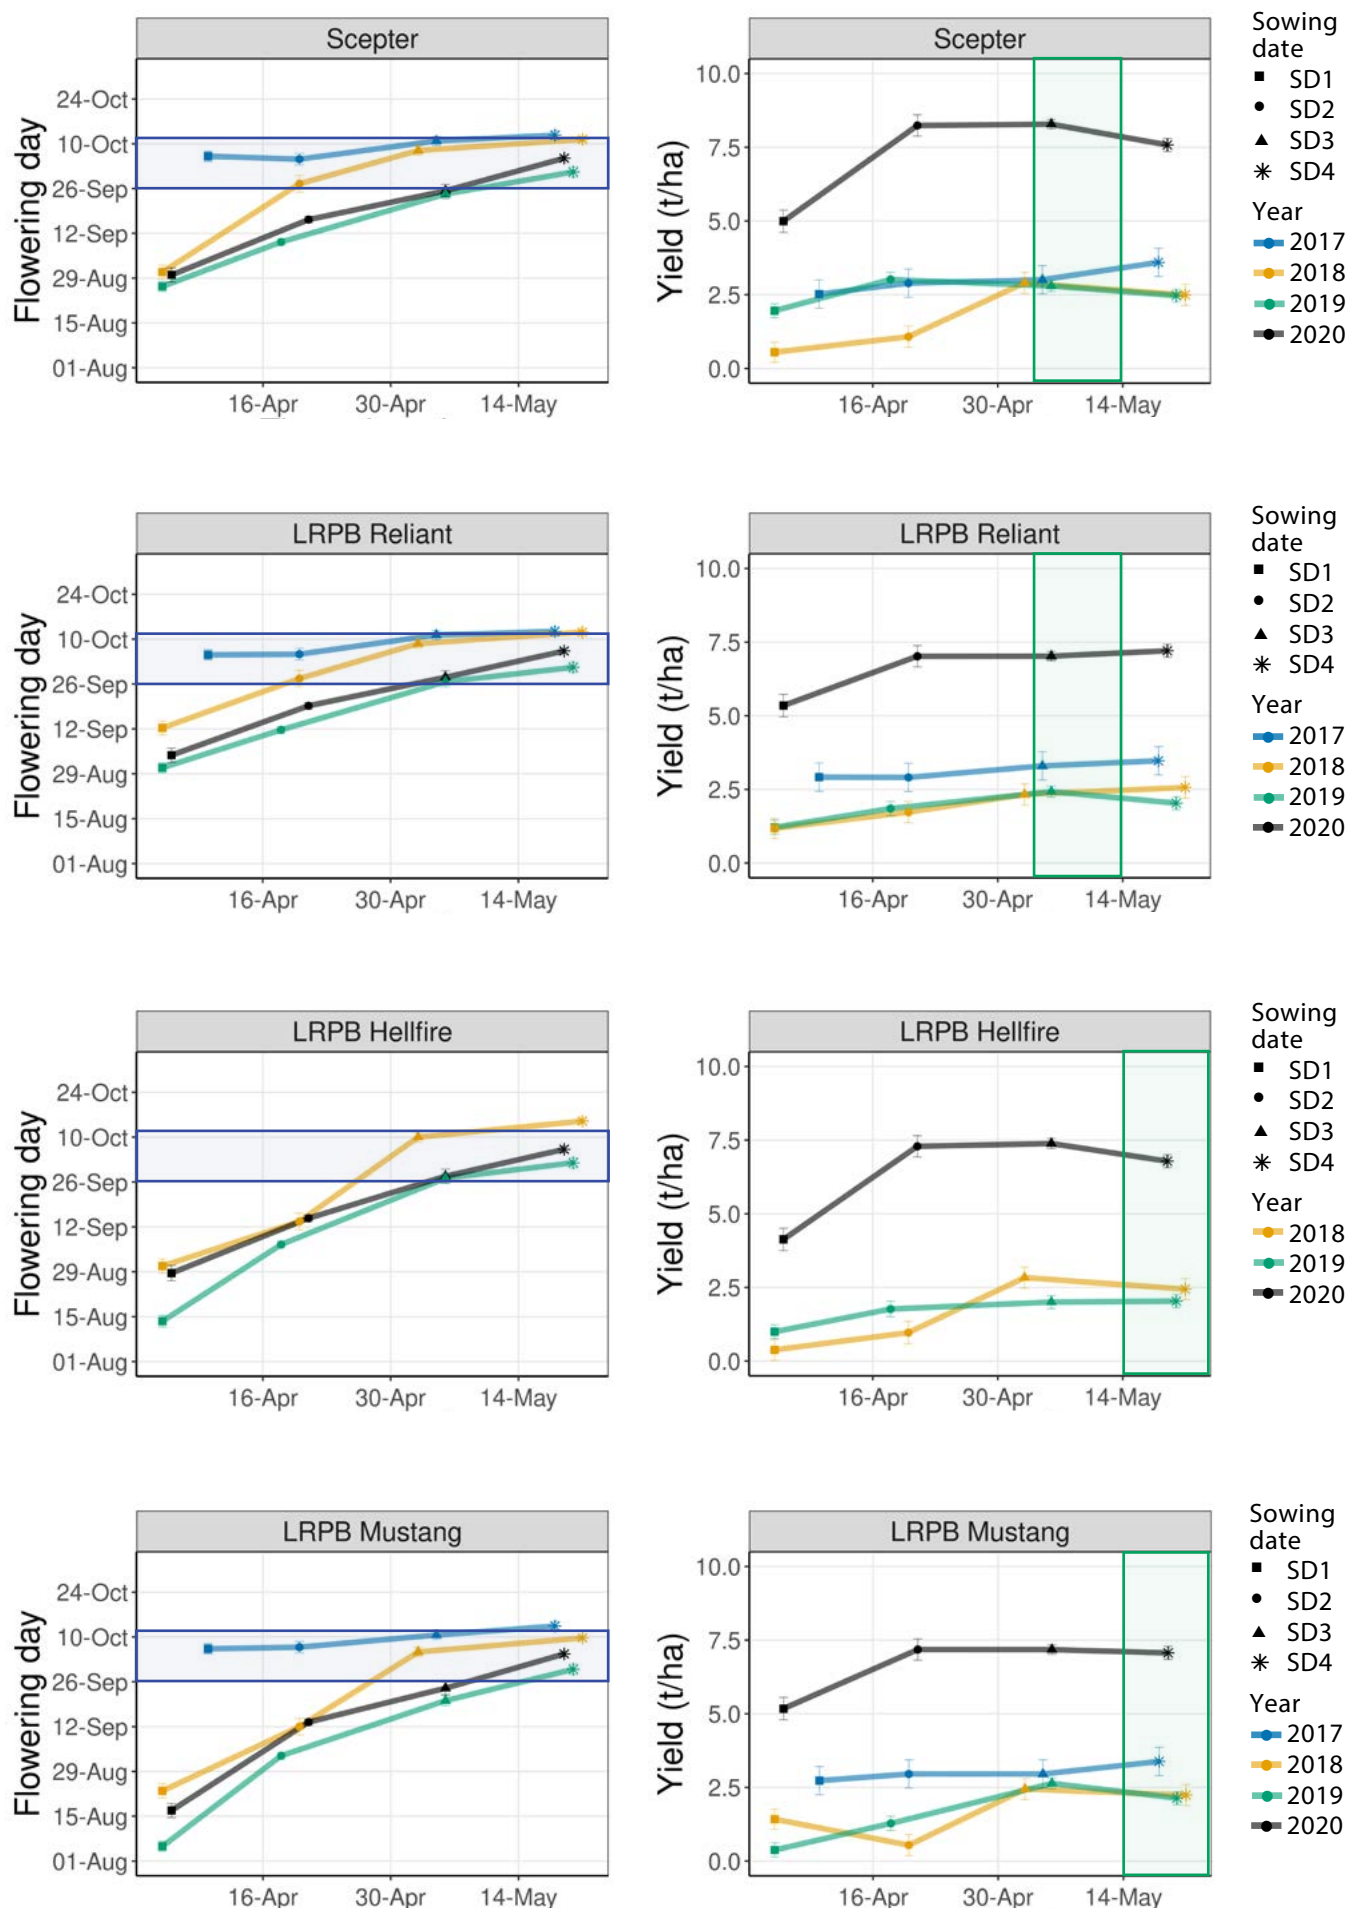 Scepter
Flowering day
24-Oct
10-Oct
26-Sep
12-Sep
29-Aug
15-Aug
01-Aug
16-Apr
30-Apr
14-May
Scepter
Yield (t/ha)
10.0
7.5
5.0
2.5
0.0
16-Apr
30-Apr
14-May
Sowing
date
SD1
SD2
SD3
SD4
Year
2017
2018
2019
2020
LRPB Reliant
Flowering day
24-Oct
10-Oct
26-Sep
12-Sep
29-Aug
15-Aug
01-Aug
16-Apr
30-Apr
14-May
LRPB Reliant
Yield (t/ha)
10.0
7.5
5.0
2.5
0.0
16-Apr
30-Apr
14-May
Sowing
date
SD1
SD2
SD3
SD4
Year
2017
2018
2019
2020
LRPB Hellfire
Flowering day
24-Oct
10-Oct
26-Sep
12-Sep
29-Aug
15-Aug
01-Aug
16-Apr
30-Apr
14-May
LRPB Hellfire
Yield (t/ha)
10.0
7.5
5.0
2.5
0.0
16-Apr
30-Apr
14-May
Sowing
date
SD1
SD2
SD3
SD4
Year
2018
2019
2020
LRPB Mustang
Flowering day
24-Oct
10-Oct
26-Sep
12-Sep
29-Aug
15-Aug
01-Aug
16-Apr
30-Apr
14-May
LRPB Mustang
Yield (t/ha)
10.0
7.5
5.0
2.5
0.0
16-Apr
30-Apr
14-May
Sowing
date
SD1
SD2
SD3
SD4
Year
2017
2018
2019
2020